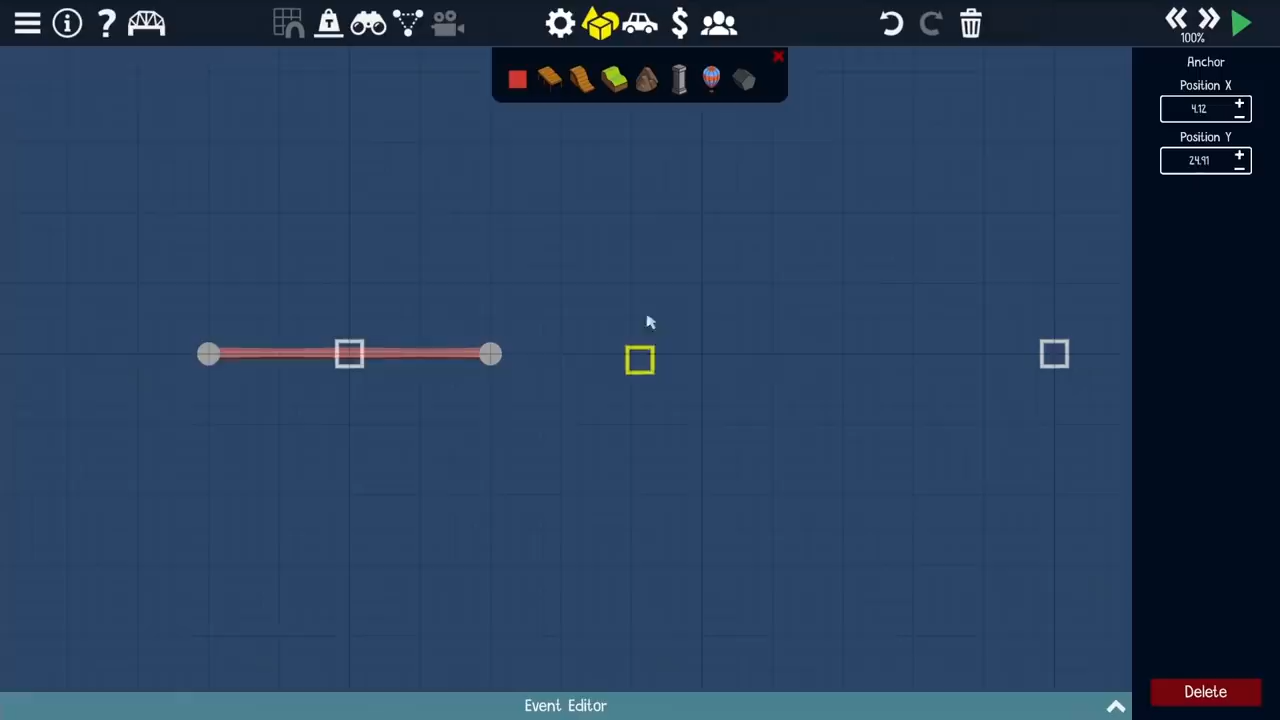 100%
Anchor
Position X
4.12
Position Y
24.91
Delete
Event Editor